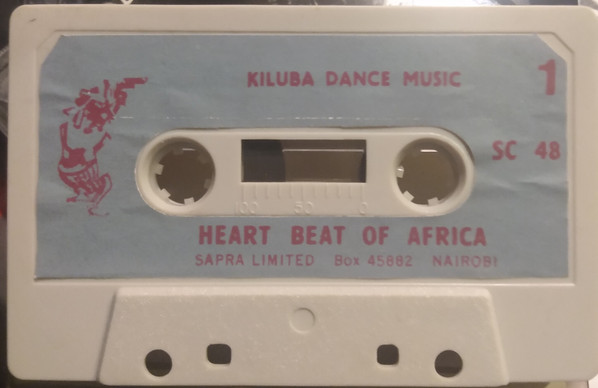 KILUBA DANCE MUSIC
1
SC 48
100 50 0
HEART BEAT OF AFRICA
SAPRA LIMITED Box 45882 NAIROBI